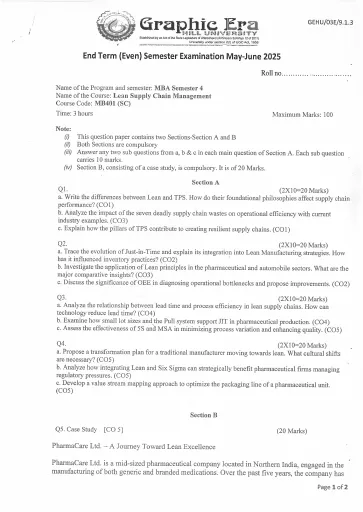 GEHU/03E/9.1.3
Graphic Era
HILL UNIVERSITY
End Term (Even) Semester Examination May-June 2025
Roll no..............................
Name of the Program and semester: MBA Semester 4
Name of the Course: Lean Supply Chain Management
Course Code: MB401 (SC)
Time: 3 hours Maximum Marks: 100
Note:
(i) This question paper contains two Sections-Section A and B
(ii) Both Sections are compulsory
(iii) Answer any two sub questions from a, b & c in each main question of Section A. Each sub question
carries 10 marks.
(iv) Section B, consisting of a case study, is compulsory. It is of 20 Marks.
Section A
Q1. (2X10=20 Marks)
a. Write the differences between Lean and TPS. How do their foundational philosophies affect supply chain
performance? (CO1)
b. Analyze the impact of the seven deadly supply chain wastes on operational efficiency with current
industry examples. (CO3)
c. Explain how the pillars of TPS contribute to creating resilient supply chains. (CO1)
Q2. (2X10=20 Marks)
a. Trace the evolution of Just-in-Time and explain its integration into Lean Manufacturing strategies. How
has it influenced inventory practices? (CO2)
b. Investigate the application of Lean principles in the pharmaceutical and automotive sectors. What are the
major comparative insights? (CO3)
c. Discuss the significance of OEE in diagnosing operational bottlenecks and propose improvements. (CO2)
Q3. (2X10=20 Marks)
a. Analyze the relationship between lead time and process efficiency in lean supply chains. How can
technology reduce lead time? (CO4)
b. Examine how small lot sizes and the Pull system support JIT in pharmaceutical production. (CO4)
c. Assess the effectiveness of 5S and MSA in minimizing process variation and enhancing quality. (CO5)
Q4. (2X10=20 Marks)
a. Propose a transformation plan for a traditional manufacturer moving towards lean. What cultural shifts
are necessary? (CO5)
b. Analyze how integrating Lean and Six Sigma can strategically benefit pharmaceutical firms managing
regulatory pressures. (CO5)
c. Develop a value stream mapping approach to optimize the packaging line of a pharmaceutical unit.
(CO5)
Section B
Q5. Case Study [CO 5] (20 Marks)
PharmaCare Ltd. – A Journey Toward Lean Excellence
PharmaCare Ltd. is a mid-sized pharmaceutical company located in Northern India, engaged in the
manufacturing of both generic and branded medications. Over the past five years, the company has
Page 1 of 2